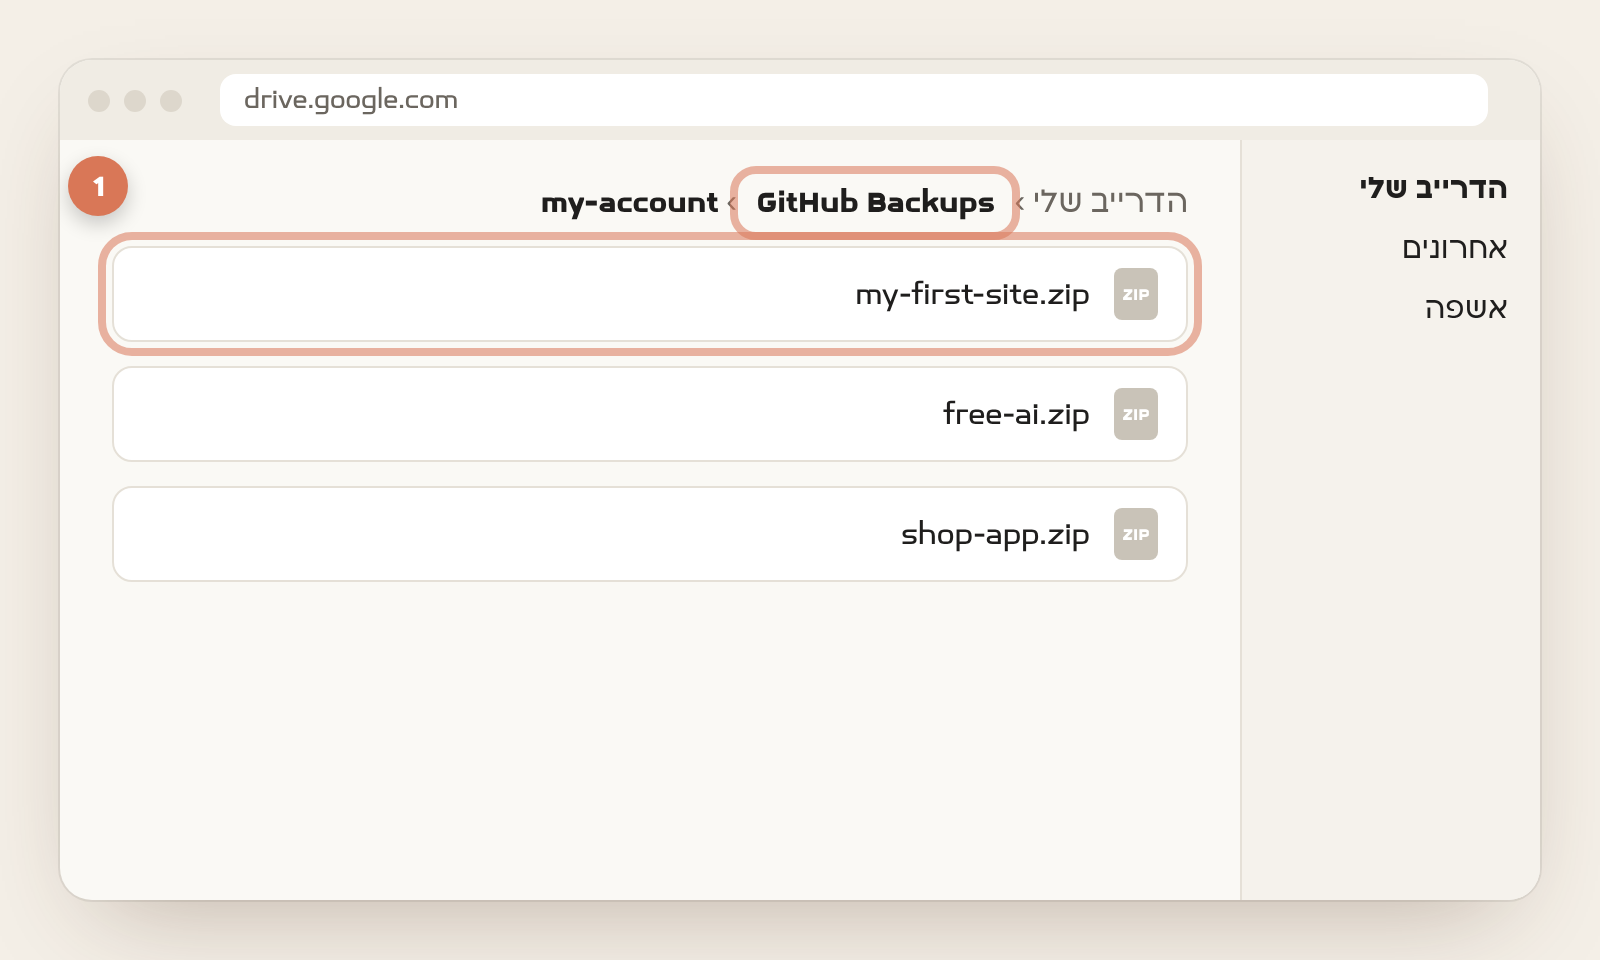 drive.google.com
1
הדרייב שלי › GitHub Backups › my-account
my-first-site.zip ZIP
free-ai.zip ZIP
shop-app.zip ZIP
הדרייב שלי
אחרונים
אשפה